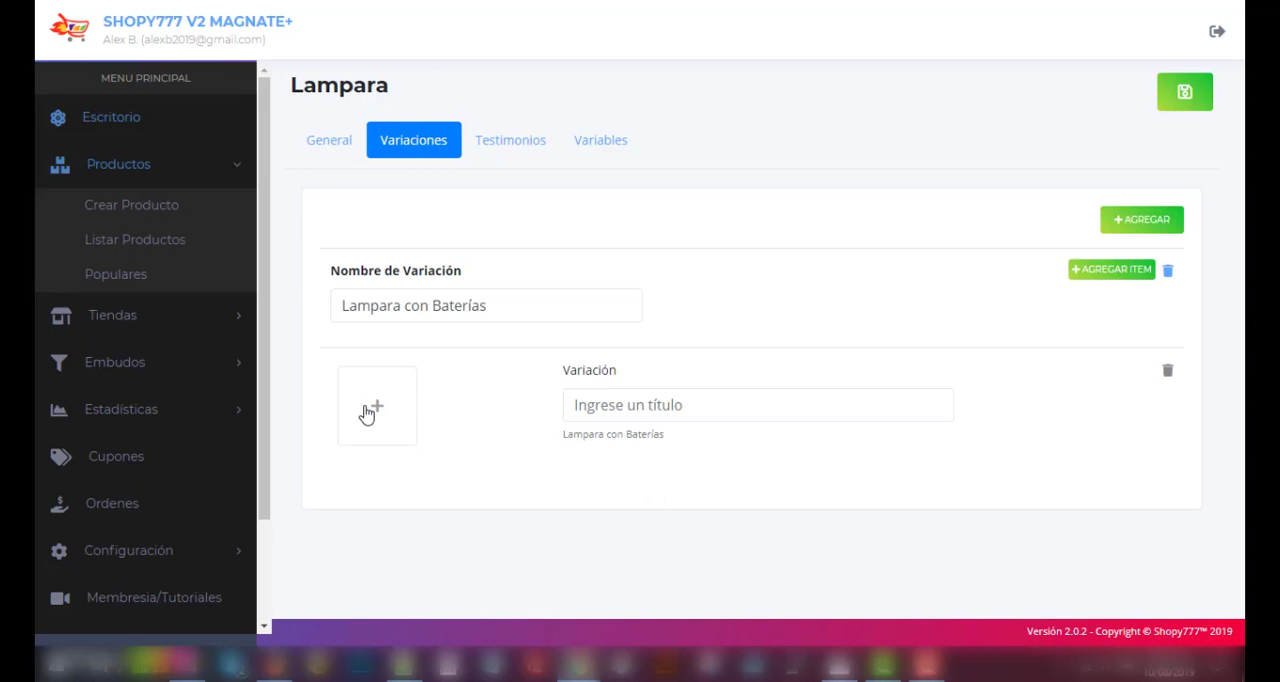 SHOPY777 V2 MAGNATE+
Alex B. (alexb2019@gmail.com)
MENU PRINCIPAL
Escritorio
Productos
Crear Producto
Listar Productos
Populares
Tiendas
Embudos
Estadísticas
Cupones
Ordenes
Configuración
Membresia/Tutoriales
Lampara
General
Variaciones
Testimonios
Variables
+ AGREGAR
Nombre de Variación
+ AGREGAR ITEM
Lampara con Baterías
Variación
Ingrese un título
Lampara con Baterías
Versión 2.0.2 - Copyright © Shopy777™ 2019